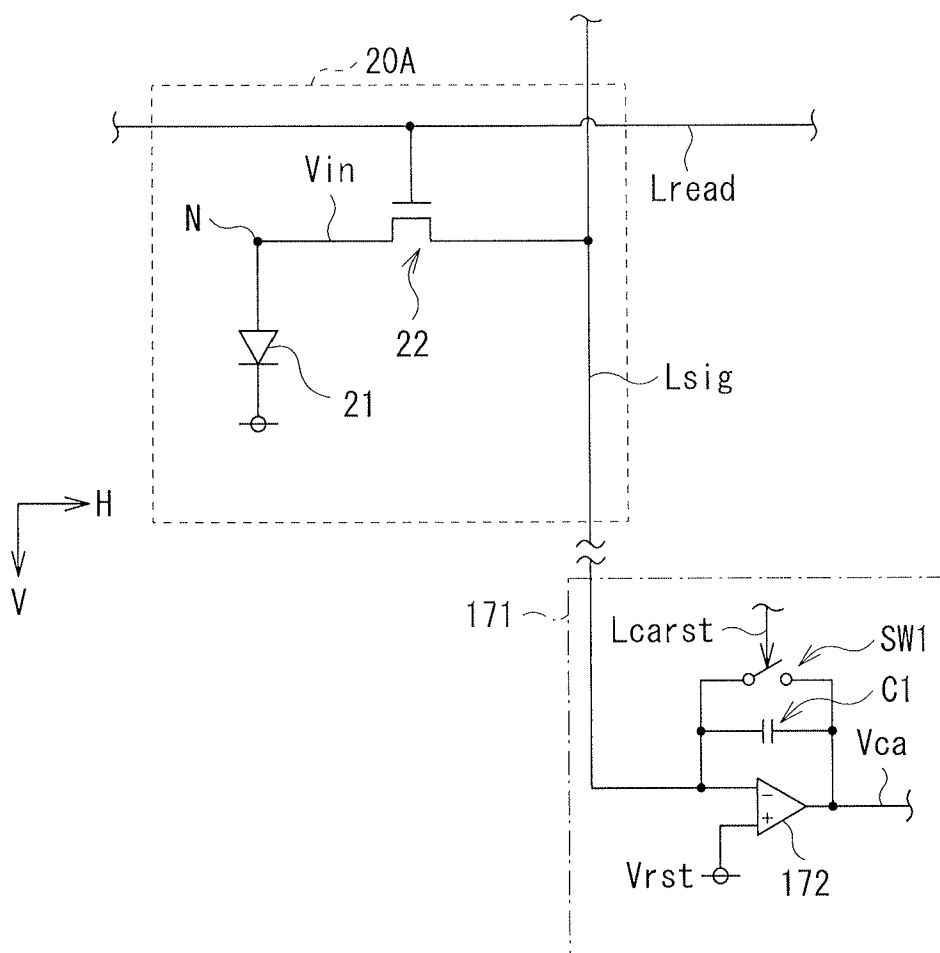 20A
Vin
Lread
N
22
21
Lsig
H
V
171
Lcarst
SW1
C1
Vca
−
+
Vrst
172